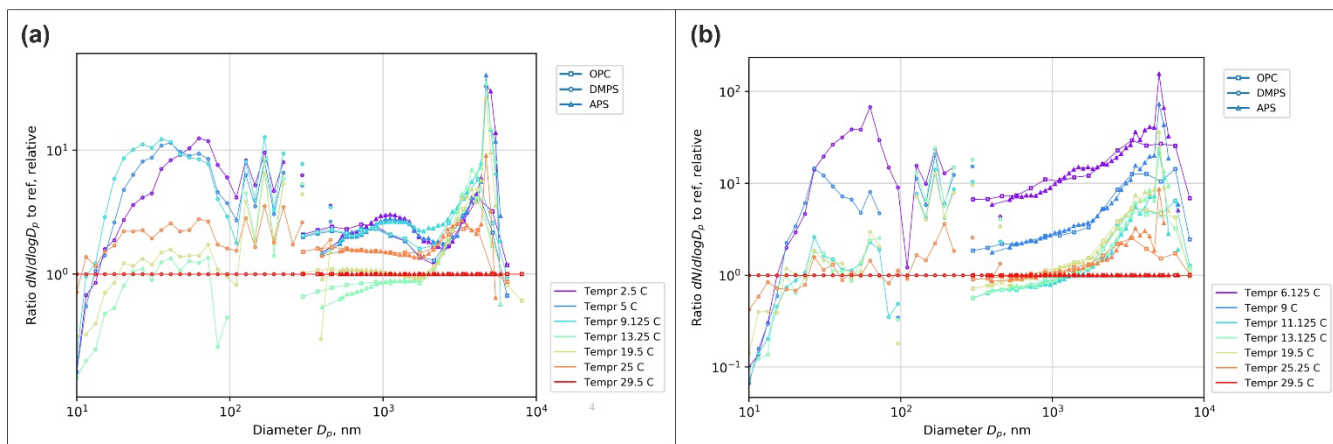 (a)
Ratio dN/dlogDp to ref, relative
10¹
10⁰
OPC
DMPS
APS
Tempr 2.5 C
Tempr 5 C
Tempr 9.125 C
Tempr 13.25 C
Tempr 19.5 C
Tempr 25 C
Tempr 29.5 C
10¹
10²
10³
10⁴
4
Diameter Dp, nm
(b)
Ratio dN/dlogDp to ref, relative
10²
10¹
10⁰
10⁻¹
OPC
DMPS
APS
Tempr 6.125 C
Tempr 9 C
Tempr 11.125 C
Tempr 13.125 C
Tempr 19.5 C
Tempr 25.25 C
Tempr 29.5 C
10¹
10²
10³
10⁴
Diameter Dp, nm